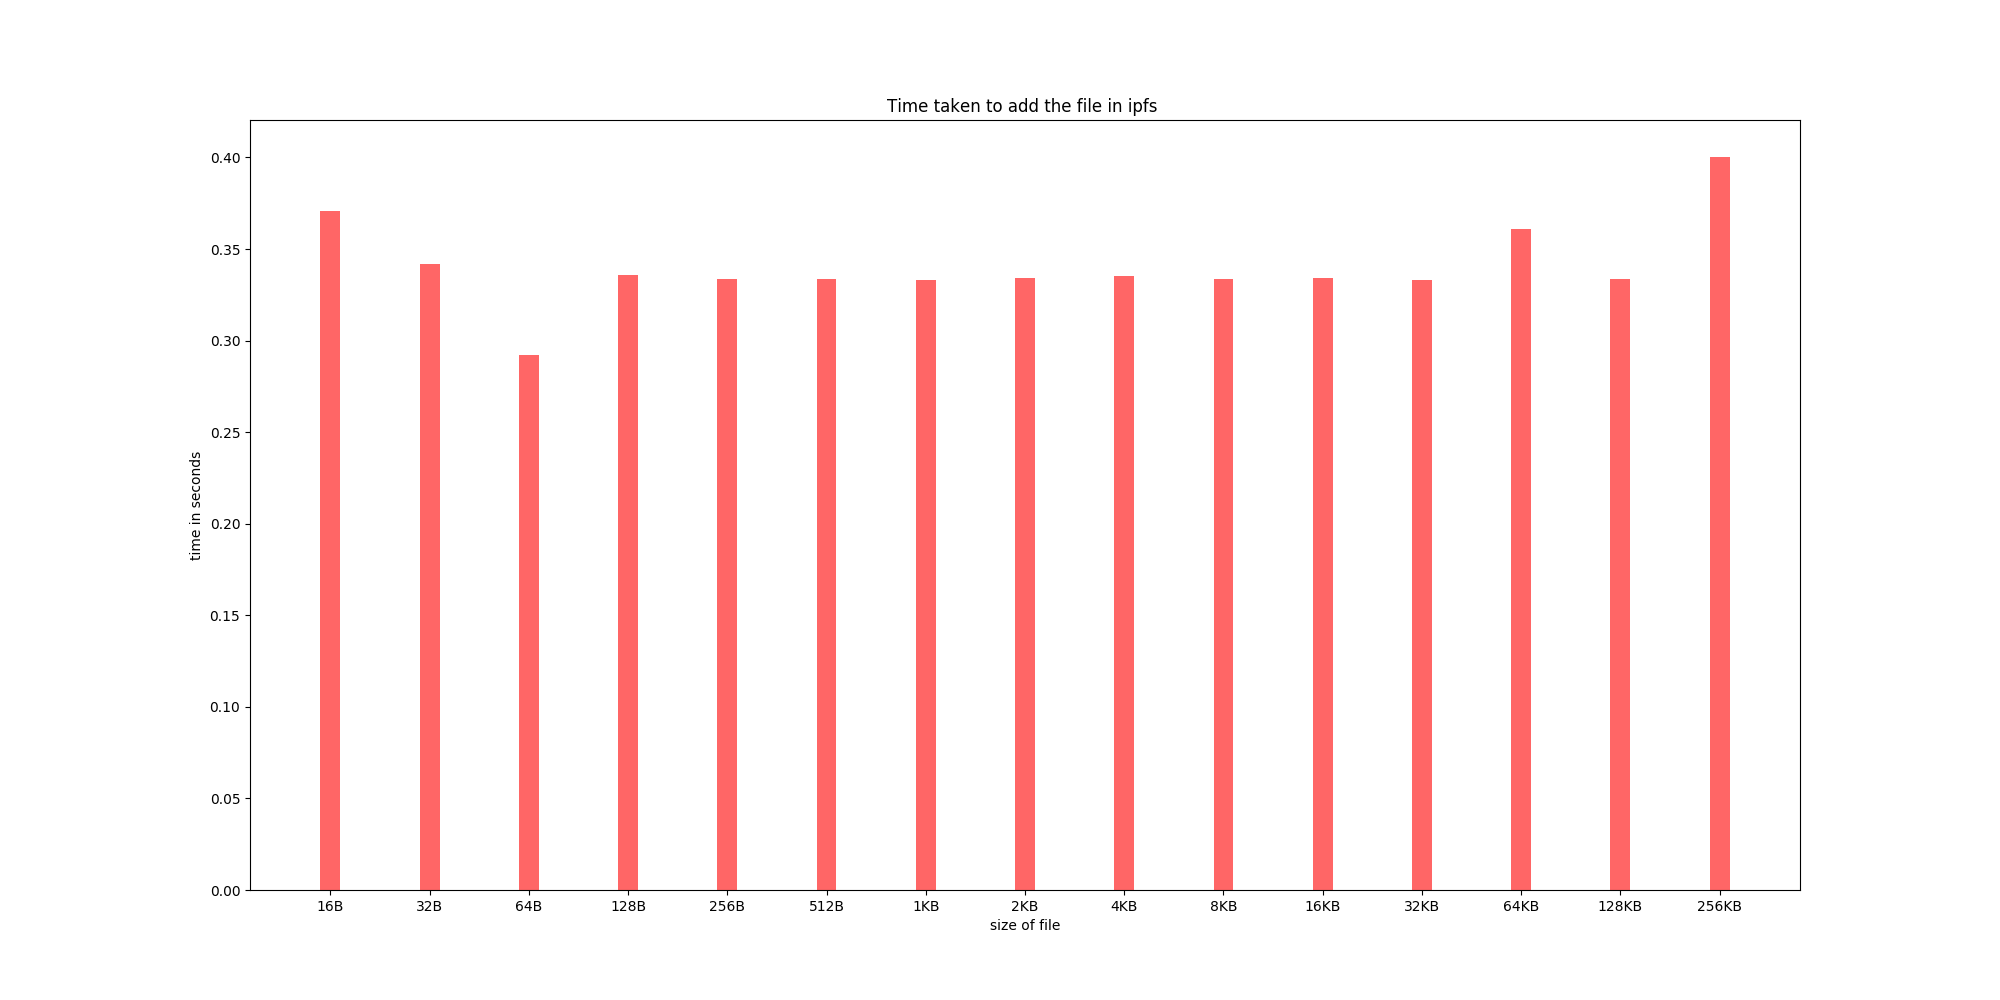 Time taken to add the file in ipfs
0.40
0.35
0.30
0.25
0.20
0.15
0.10
0.05
0.00
time in seconds
16B 32B 64B 128B 256B 512B 1KB 2KB 4KB 8KB 16KB 32KB 64KB 128KB 256KB
size of file